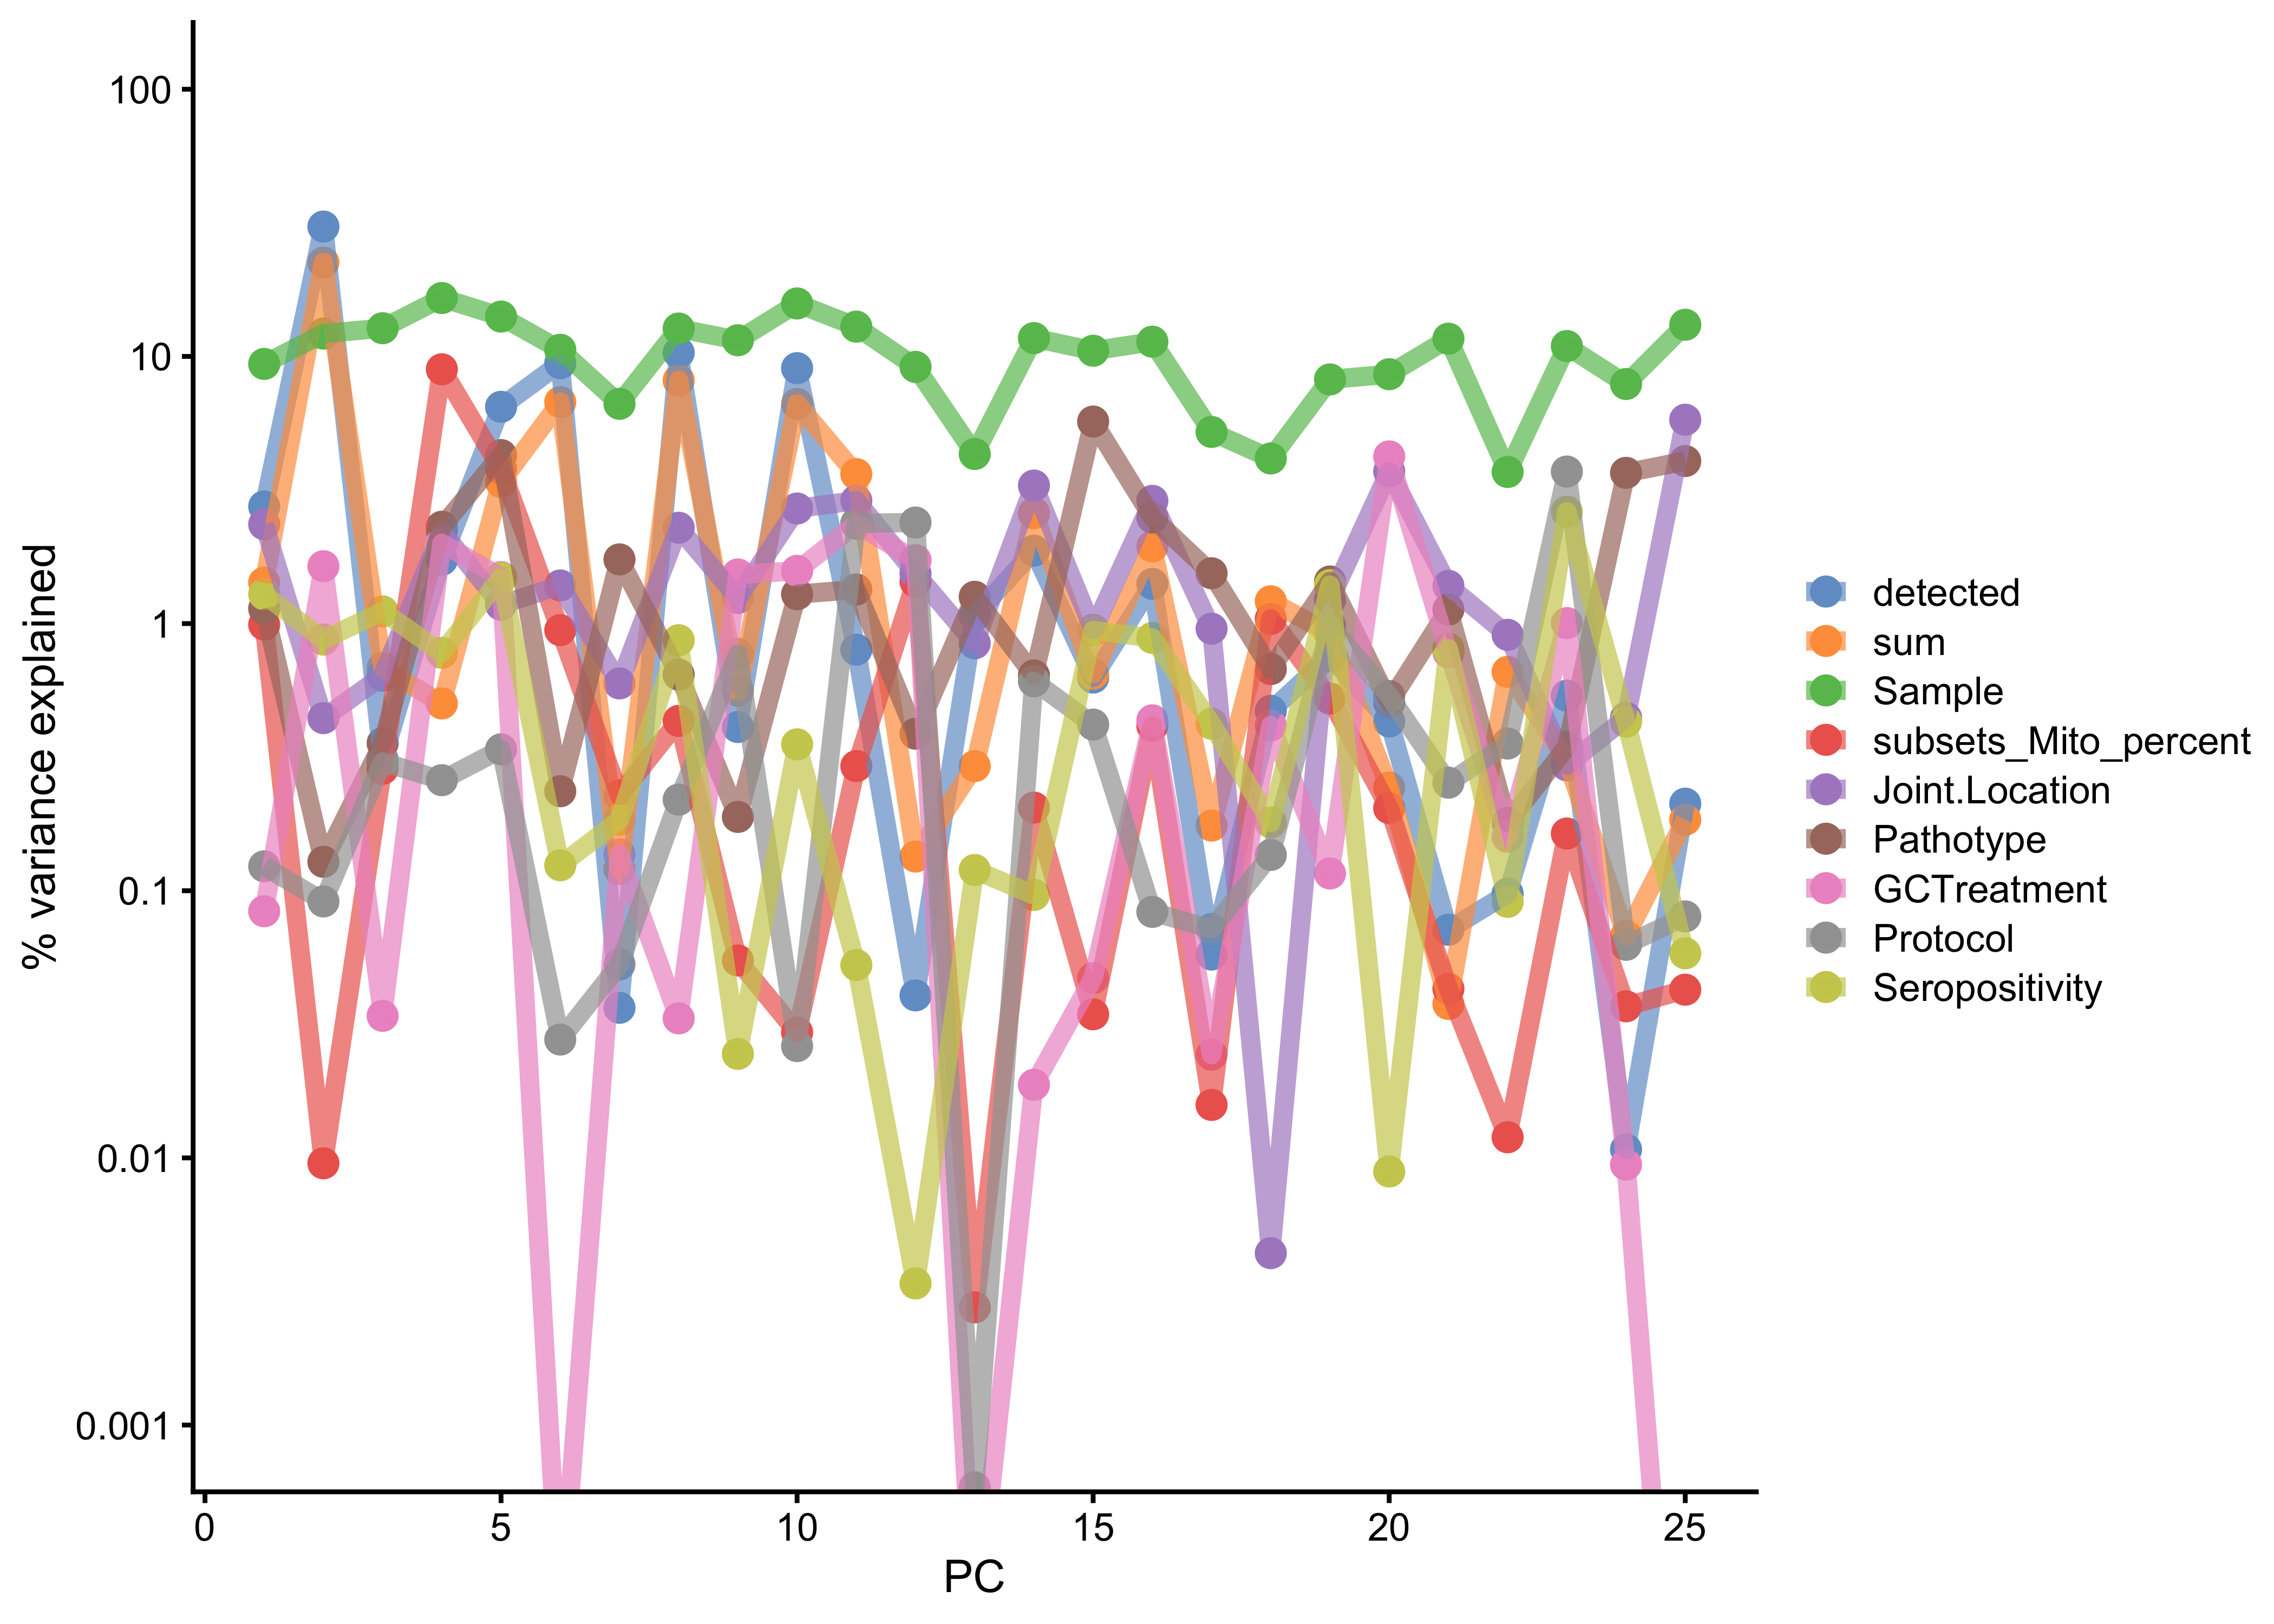 % variance explained
100
10
1
0.1
0.01
0.001
0 5 10 15 20 25
PC
detected
sum
Sample
subsets_Mito_percent
Joint.Location
Pathotype
GCTreatment
Protocol
Seropositivity